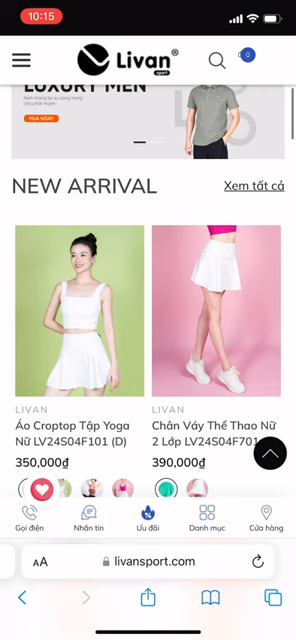 10:15
Livan®
sport
0
LUXURY MEN
MUA NGAY
NEW ARRIVAL
Xem tất cả
LIVAN
Áo Croptop Tập Yoga
Nữ LV24S04F101 (D)
350,000₫
LIVAN
Chân Váy Thể Thao Nữ
2 Lớp LV24S04F701
390,000₫
Gọi điện
Nhắn tin
Ưu đãi
Danh mục
Cửa hàng
AA
livansport.com